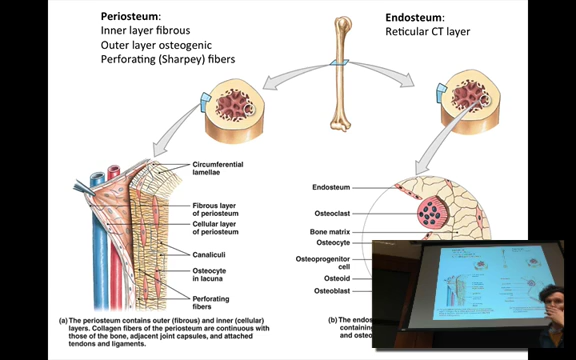 Periosteum:
Inner layer fibrous
Outer layer osteogenic
Perforating (Sharpey) fibers
Endosteum:
Reticular CT layer
Circumferential
lamellae
Fibrous layer
of periosteum
Cellular layer
of periosteum
Canaliculi
Osteocyte
in lacuna
Perforating
fibers
(a) The periosteum contains outer (fibrous) and inner (cellular)
layers. Collagen fibers of the periosteum are continuous with
those of the bone, adjacent joint capsules, and attached
tendons and ligaments.
Endosteum
Osteoclast
Bone matrix
Osteocyte
Osteoprogenitor
cell
Osteoid
Osteoblast
(b) The endos
containing
and osteo